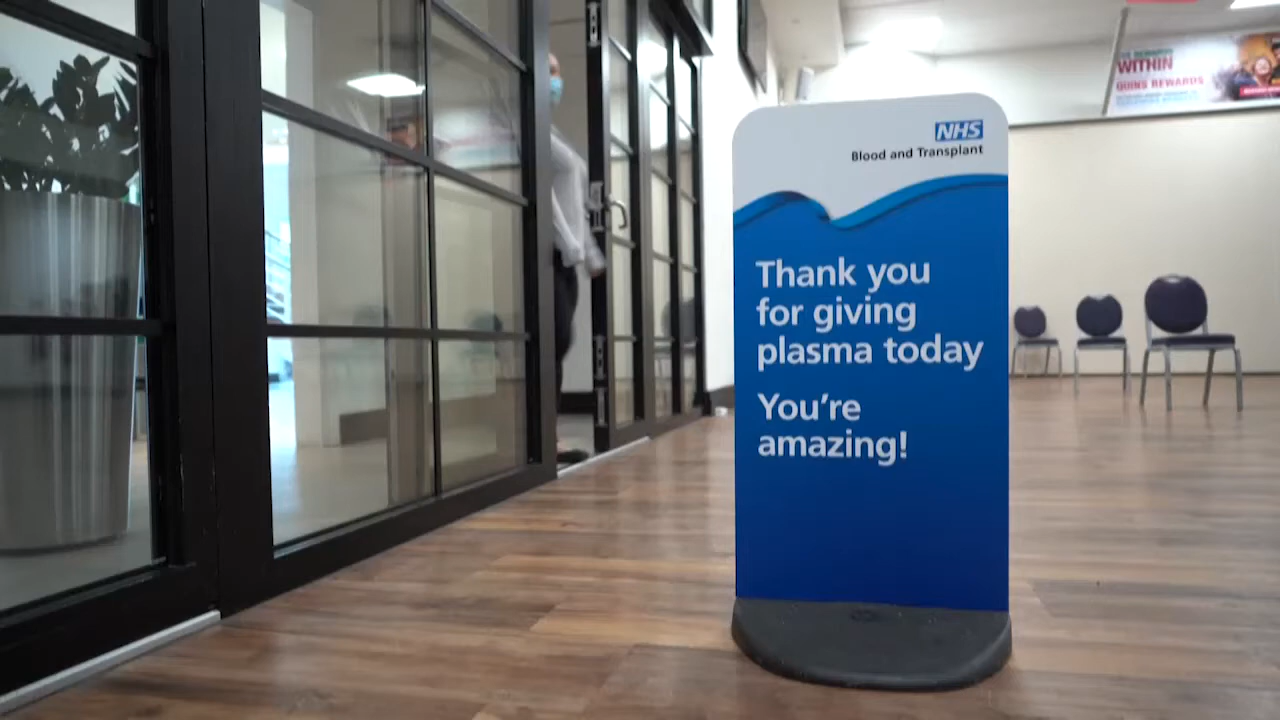 NHS
Blood and Transplant
Thank you
for giving
plasma today
You're
amazing!
WITHIN
QUINS REWARDS